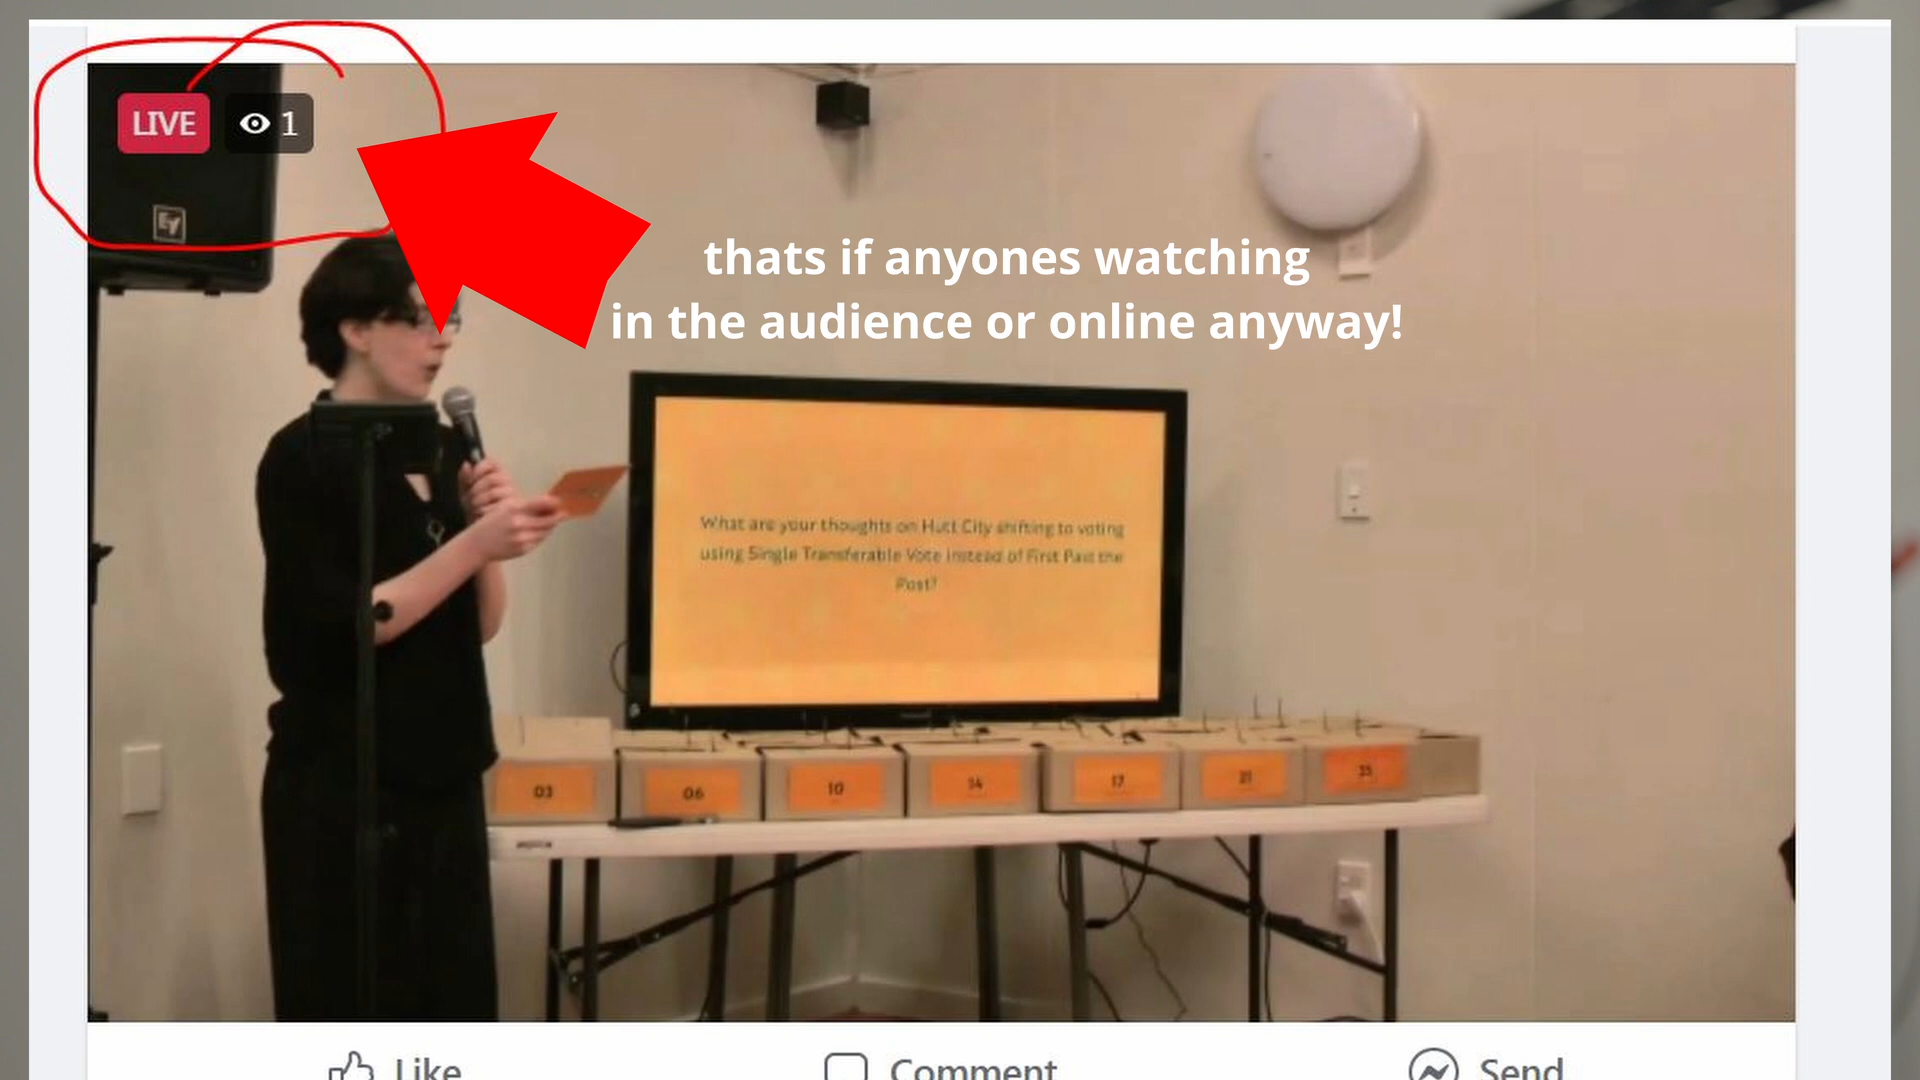 LIVE 1
EV
thats if anyones watching
in the audience or online anyway!
What are your thoughts on Hutt City shifting to voting
using Single Transferable Vote instead of First Past the
Post?
03 06 10 14 17 21 25
Like Comment Send